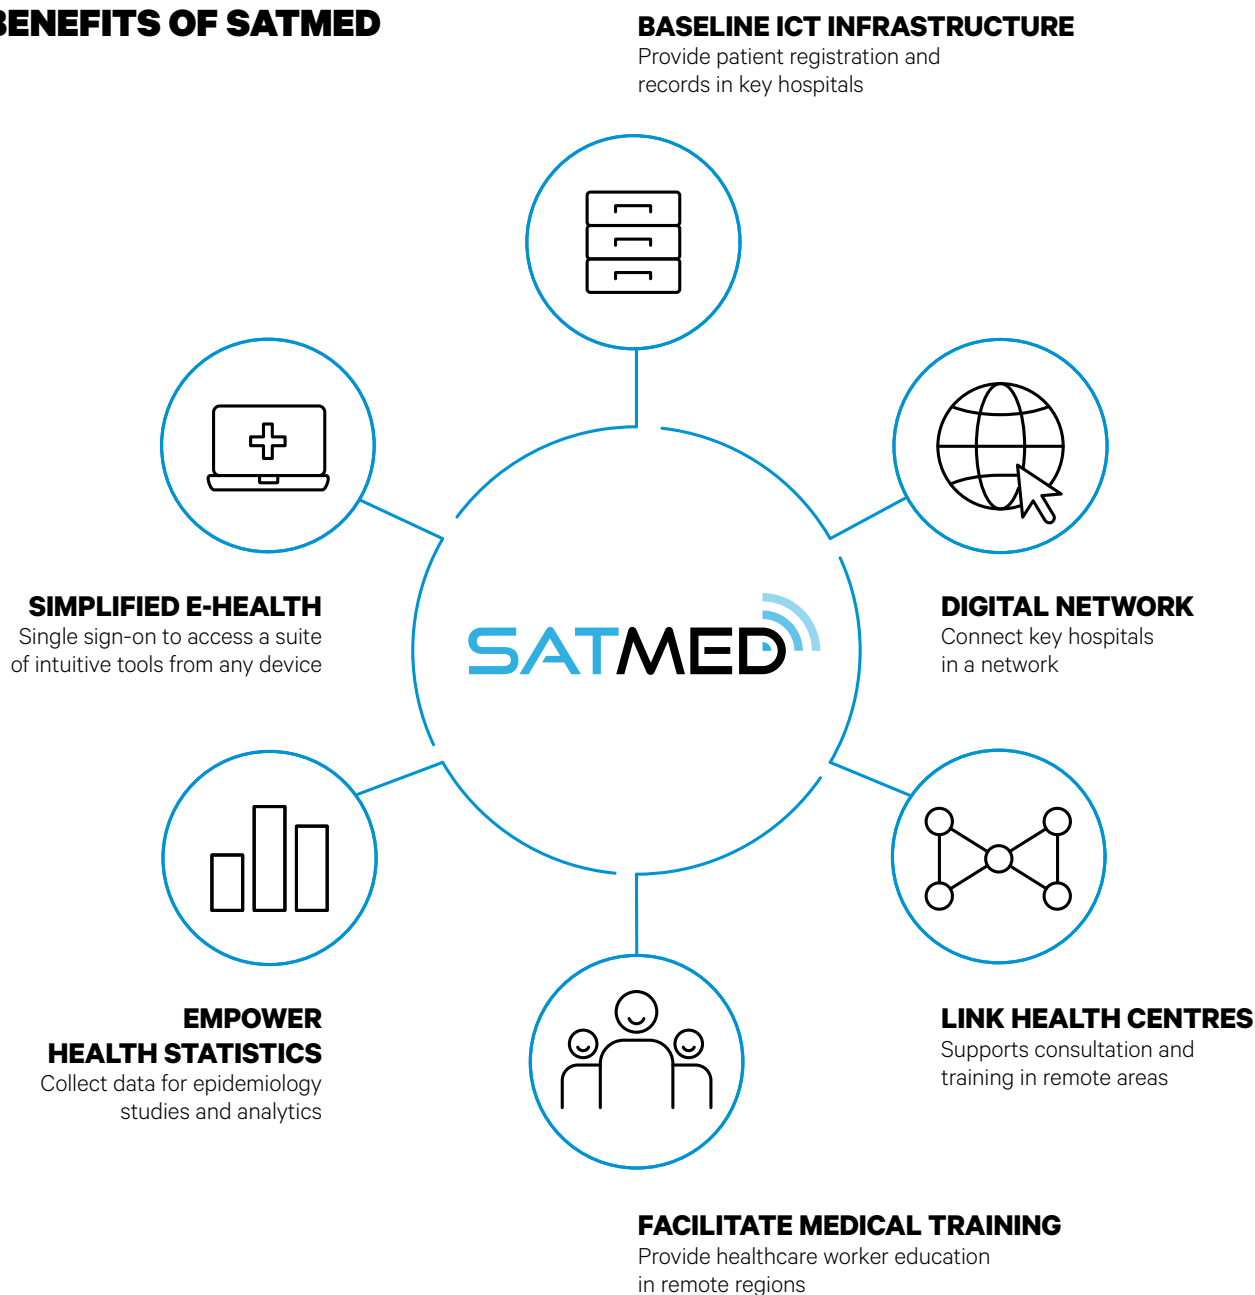 BENEFITS OF SATMED
BASELINE ICT INFRASTRUCTURE
Provide patient registration and
records in key hospitals
SIMPLIFIED E-HEALTH
Single sign-on to access a suite
of intuitive tools from any device
SATMED
DIGITAL NETWORK
Connect key hospitals
in a network
EMPOWER
HEALTH STATISTICS
Collect data for epidemiology
studies and analytics
LINK HEALTH CENTRES
Supports consultation and
training in remote areas
FACILITATE MEDICAL TRAINING
Provide healthcare worker education
in remote regions